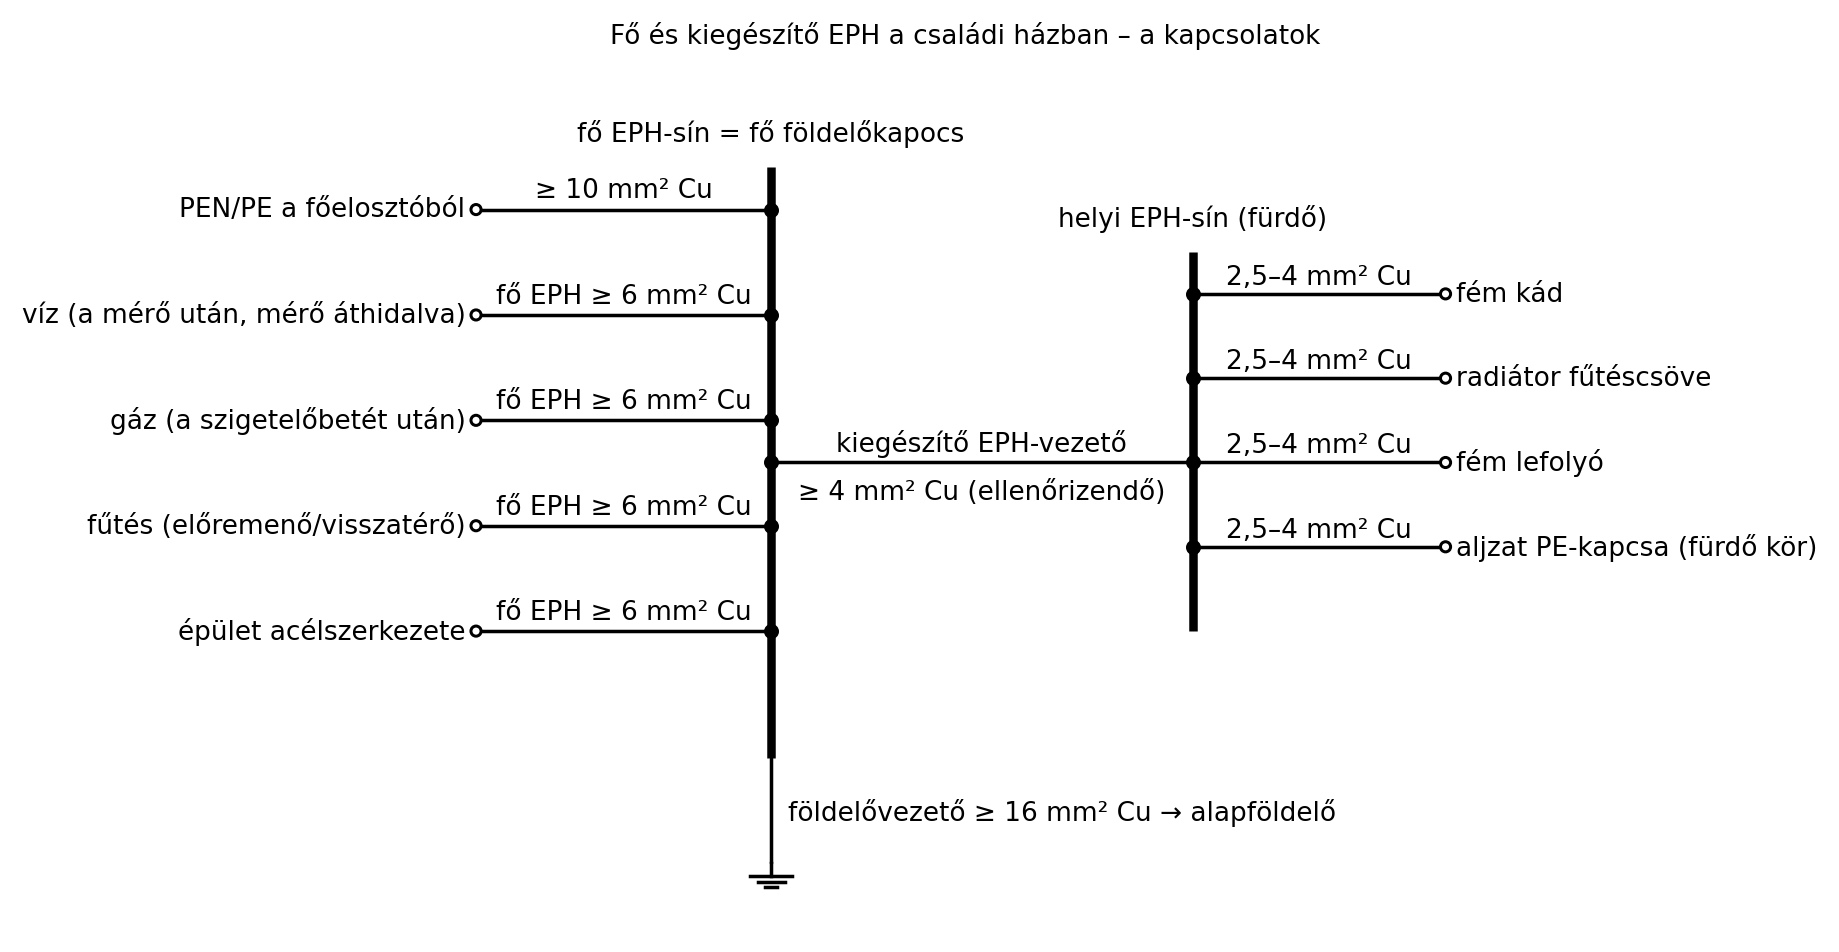 Fő és kiegészítő EPH a családi házban – a kapcsolatok
fő EPH-sín = fő földelőkapocs
PEN/PE a főelosztóból
≥ 10 mm² Cu
víz (a mérő után, mérő áthidalva)
fő EPH ≥ 6 mm² Cu
gáz (a szigetelőbetét után)
fő EPH ≥ 6 mm² Cu
fűtés (előremenő/visszatérő)
fő EPH ≥ 6 mm² Cu
épület acélszerkezete
fő EPH ≥ 6 mm² Cu
kiegészítő EPH-vezető
≥ 4 mm² Cu (ellenőrizendő)
helyi EPH-sín (fürdő)
2,5–4 mm² Cu
fém kád
2,5–4 mm² Cu
radiátor fűtéscsöve
2,5–4 mm² Cu
fém lefolyó
2,5–4 mm² Cu
aljzat PE-kapcsa (fürdő kör)
földelővezető ≥ 16 mm² Cu → alapföldelő